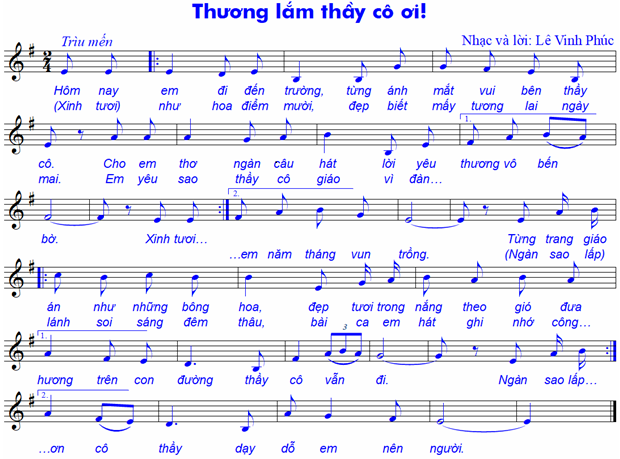 Thương lắm thầy cô ơi!
Trìu mến
Nhạc và lời: Lê Vinh Phúc
2
4
Hôm nay em đi đến trường, từng ánh mắt vui bên thầy
(Xinh tươi) như hoa điểm mười, đẹp biết mấy tương lai ngày
1.
cô. Cho em thơ ngàn câu hát lời yêu thương vô bến
mai. Em yêu sao thầy cô giáo vì đàn...
2.
bờ. Xinh tươi... Từng trang giáo
...em năm tháng vun trồng. (Ngàn sao lấp)
án như những bông hoa, đẹp tươi trong nắng theo gió đưa
lánh soi sáng đêm thâu, bài ca em hát ghi nhớ công...
1.
3
hương trên con đường thầy cô vẫn đi. Ngàn sao lấp...
2.
...ơn cô thầy dạy dỗ em nên người.